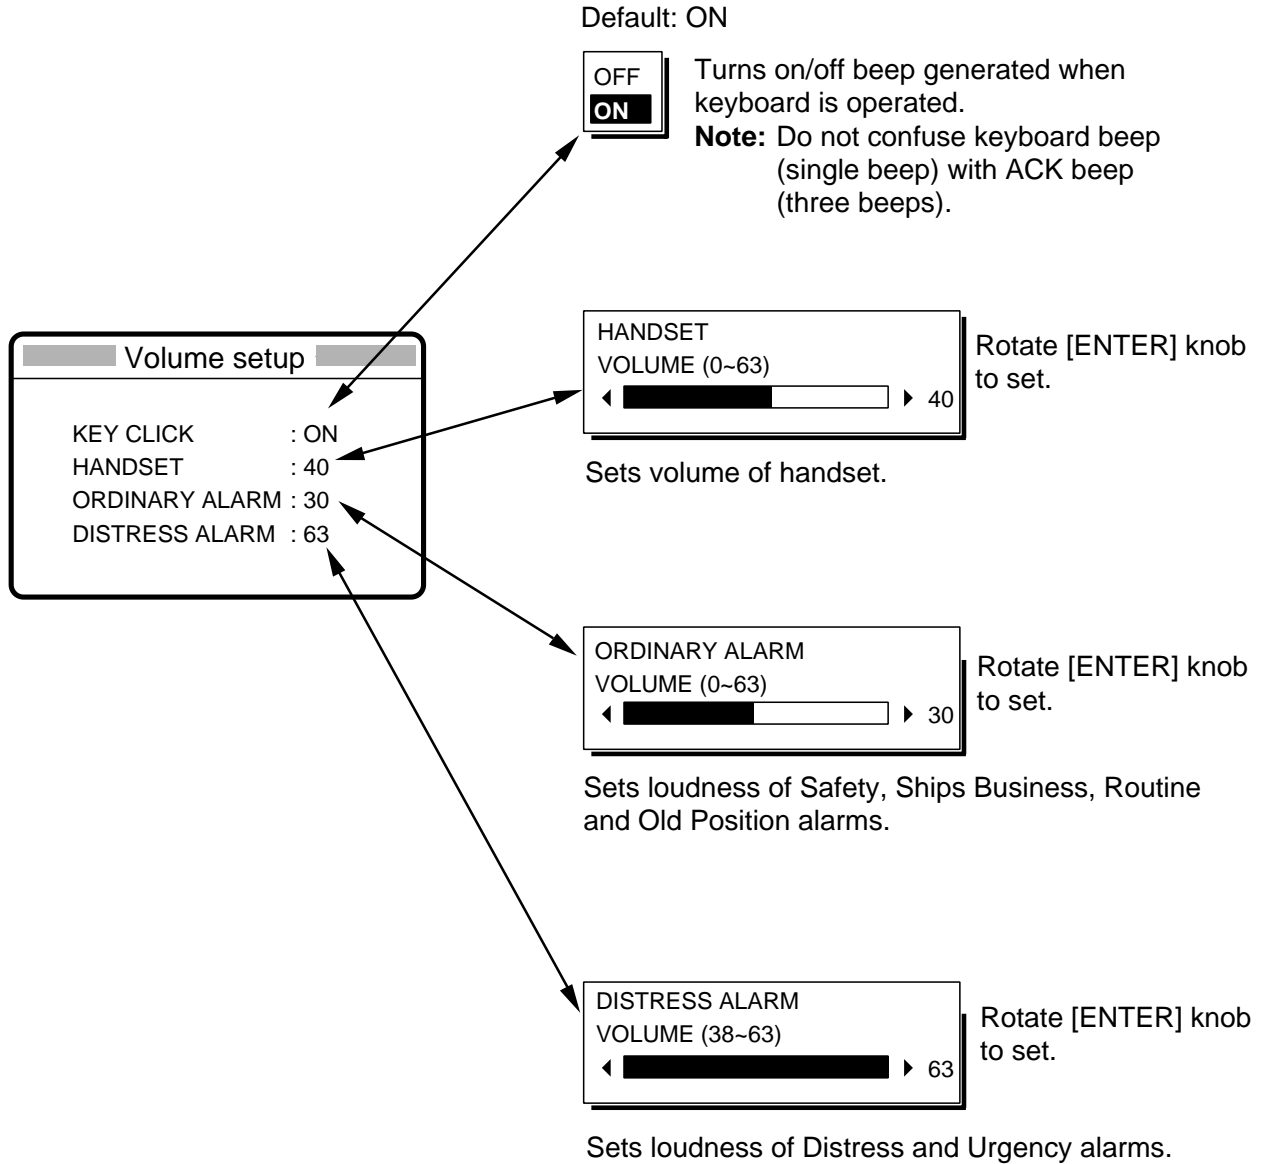 Default: ON
OFF
ON
Turns on/off beep generated when
keyboard is operated.
Note: Do not confuse keyboard beep
(single beep) with ACK beep
(three beeps).
Volume setup
KEY CLICK : ON
HANDSET : 40
ORDINARY ALARM : 30
DISTRESS ALARM : 63
HANDSET
VOLUME (0~63)
40
Rotate [ENTER] knob
to set.
Sets volume of handset.
ORDINARY ALARM
VOLUME (0~63)
30
Rotate [ENTER] knob
to set.
Sets loudness of Safety, Ships Business, Routine
and Old Position alarms.
DISTRESS ALARM
VOLUME (38~63)
63
Rotate [ENTER] knob
to set.
Sets loudness of Distress and Urgency alarms.